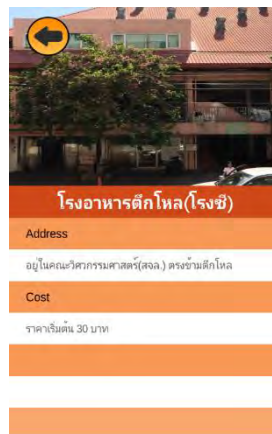 โรงอาหารตึกโหล(โรงซี)
Address
อยู่ในคณะวิศวกรรมศาสตร์(สจล.) ตรงข้ามตึกโหล
Cost
ราคาเริ่มต้น 30 บาท